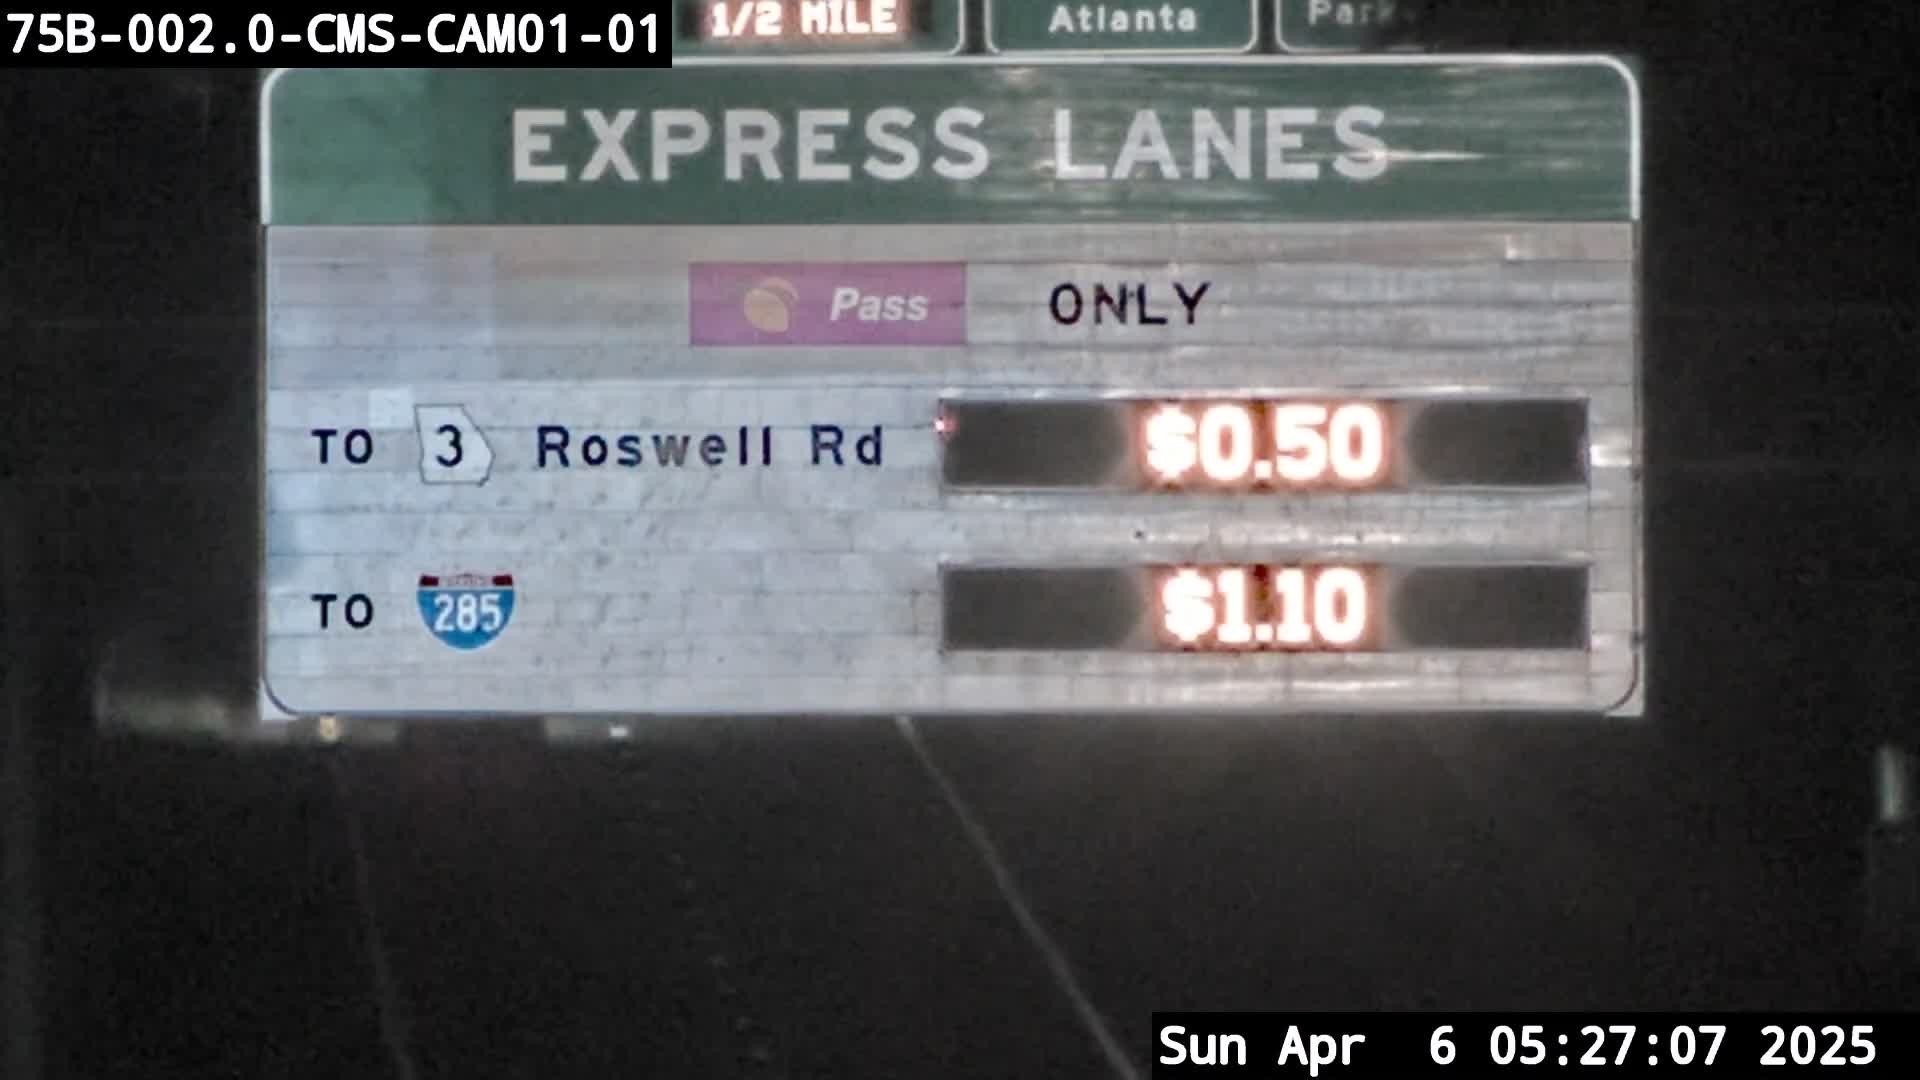 75B-002.0-CMS-CAM01-01
1/2 MILE
Atlanta
Park
EXPRESS LANES
Pass ONLY
TO 3 Roswell Rd $0.50
TO 285 $1.10
Sun Apr 6 05:27:07 2025